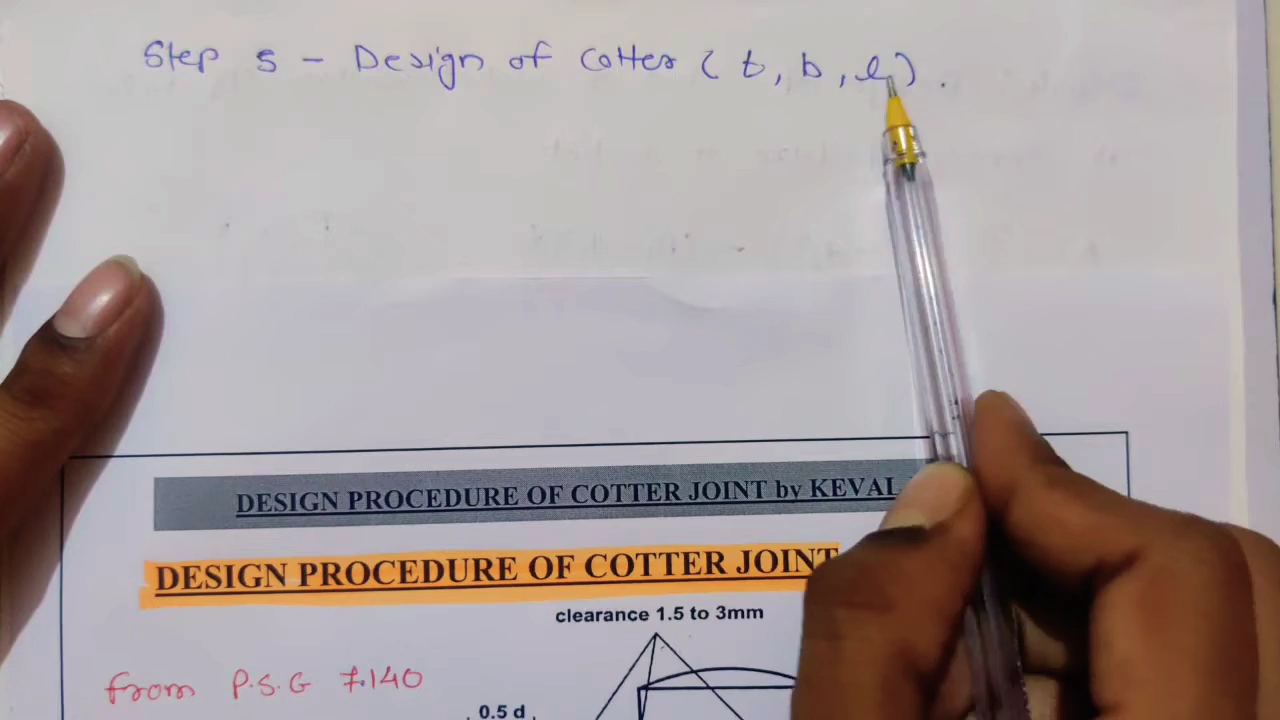 Step 5 - Design of Cotter ( t, b, l ).
DESIGN PROCEDURE OF COTTER JOINT by KEVAL
DESIGN PROCEDURE OF COTTER JOINT
clearance 1.5 to 3mm
from P.S.G 7.140
0.5 d